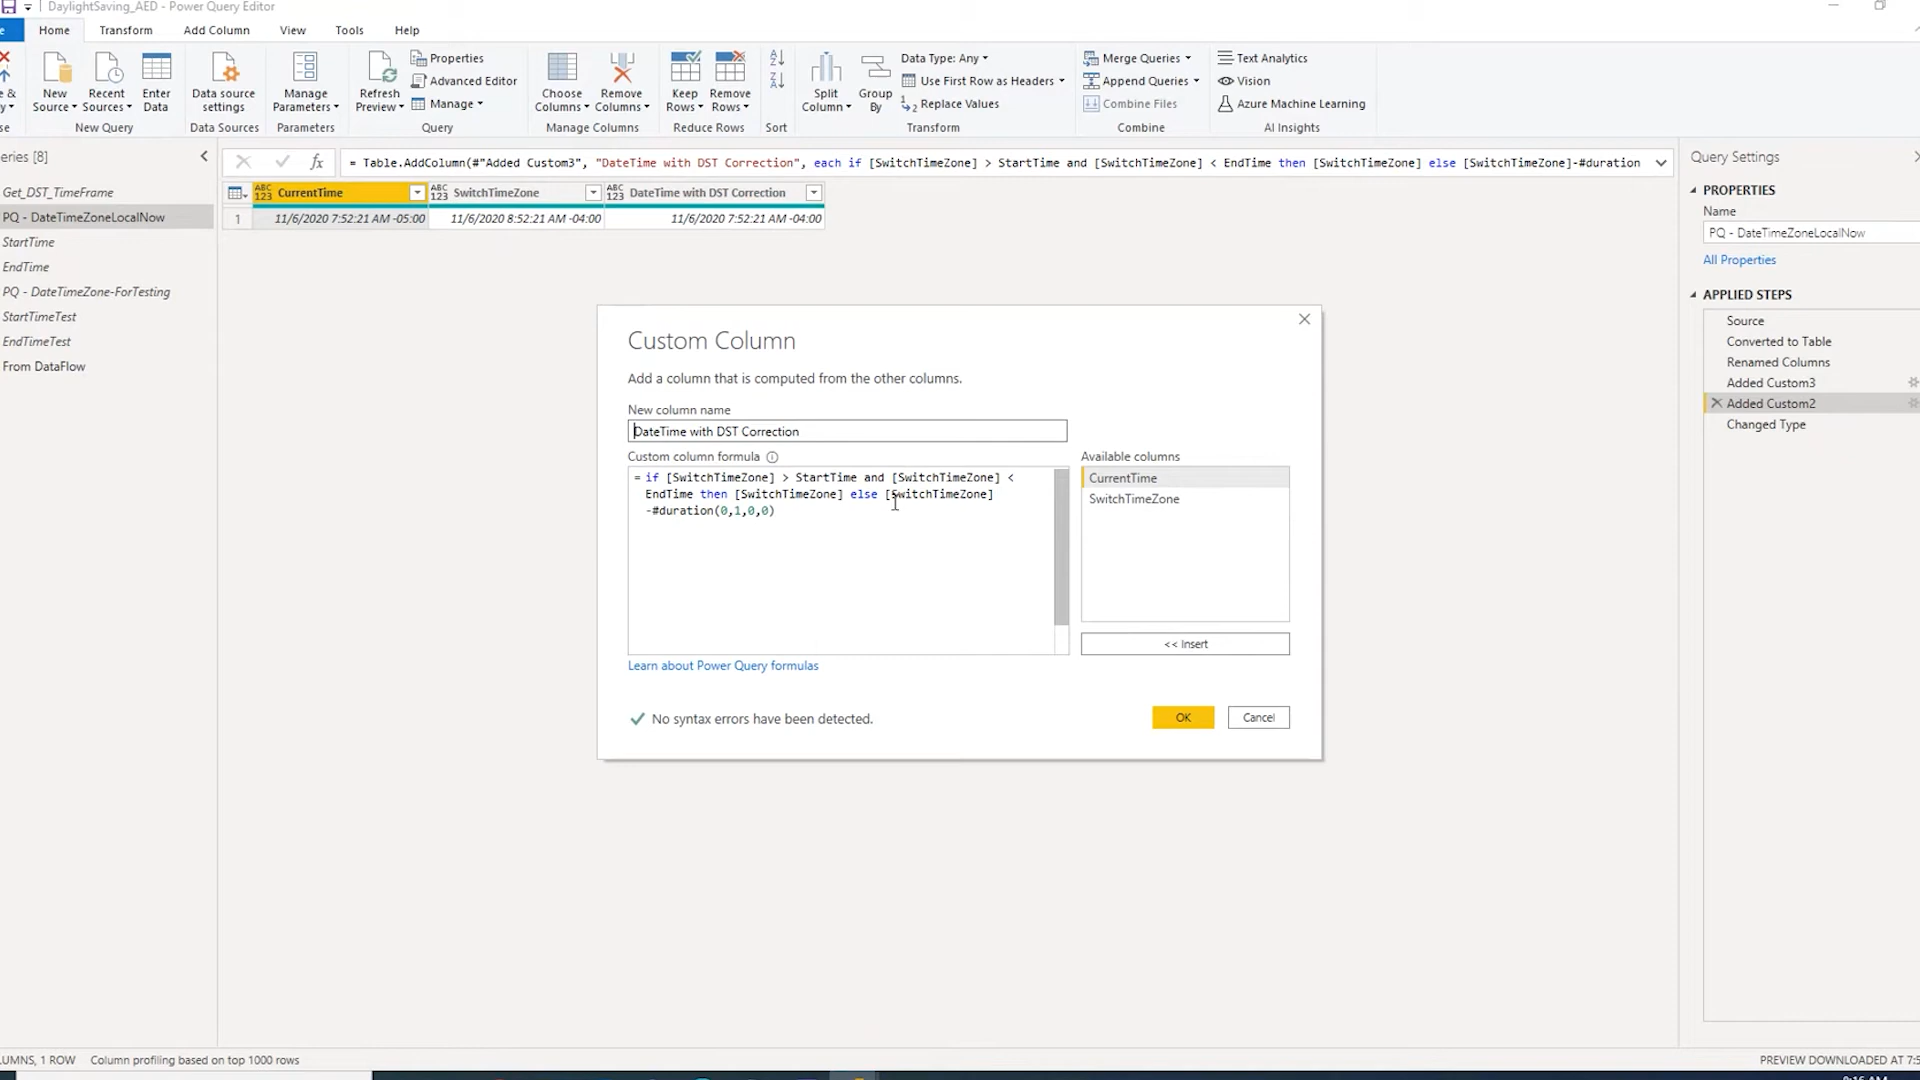 DaylightSaving_AED - Power Query Editor
Home Transform Add Column View Tools Help
New Source Recent Sources Enter Data
New Query
Data source settings
Data Sources
Manage Parameters
Parameters
Refresh Preview
Properties
Advanced Editor
Manage
Query
Choose Columns Remove Columns
Manage Columns
Keep Rows Remove Rows
Reduce Rows
Sort
Split Column Group By
Data Type: Any
Use First Row as Headers
Replace Values
Transform
Merge Queries
Append Queries
Combine Files
Combine
Text Analytics
Vision
Azure Machine Learning
AI Insights
eries [8]
Get_DST_TimeFrame
PQ - DateTimeZoneLocalNow
StartTime
EndTime
PQ - DateTimeZone-ForTesting
StartTimeTest
EndTimeTest
From DataFlow
fx = Table.AddColumn(#"Added Custom3", "DateTime with DST Correction", each if [SwitchTimeZone] > StartTime and [SwitchTimeZone] < EndTime then [SwitchTimeZone] else [SwitchTimeZone]-#duration
ABC 123 CurrentTime ABC 123 SwitchTimeZone ABC 123 DateTime with DST Correction
1 11/6/2020 7:52:21 AM -05:00 11/6/2020 8:52:21 AM -04:00 11/6/2020 7:52:21 AM -04:00
Custom Column
Add a column that is computed from the other columns.
New column name
DateTime with DST Correction
Custom column formula
= if [SwitchTimeZone] > StartTime and [SwitchTimeZone] <
EndTime then [SwitchTimeZone] else [SwitchTimeZone]
-#duration(0,1,0,0)
Available columns
CurrentTime
SwitchTimeZone
<< Insert
Learn about Power Query formulas
No syntax errors have been detected.
OK Cancel
Query Settings
PROPERTIES
Name
PQ - DateTimeZoneLocalNow
All Properties
APPLIED STEPS
Source
Converted to Table
Renamed Columns
Added Custom3
Added Custom2
Changed Type
UMNS, 1 ROW Column profiling based on top 1000 rows
PREVIEW DOWNLOADED AT 7:5